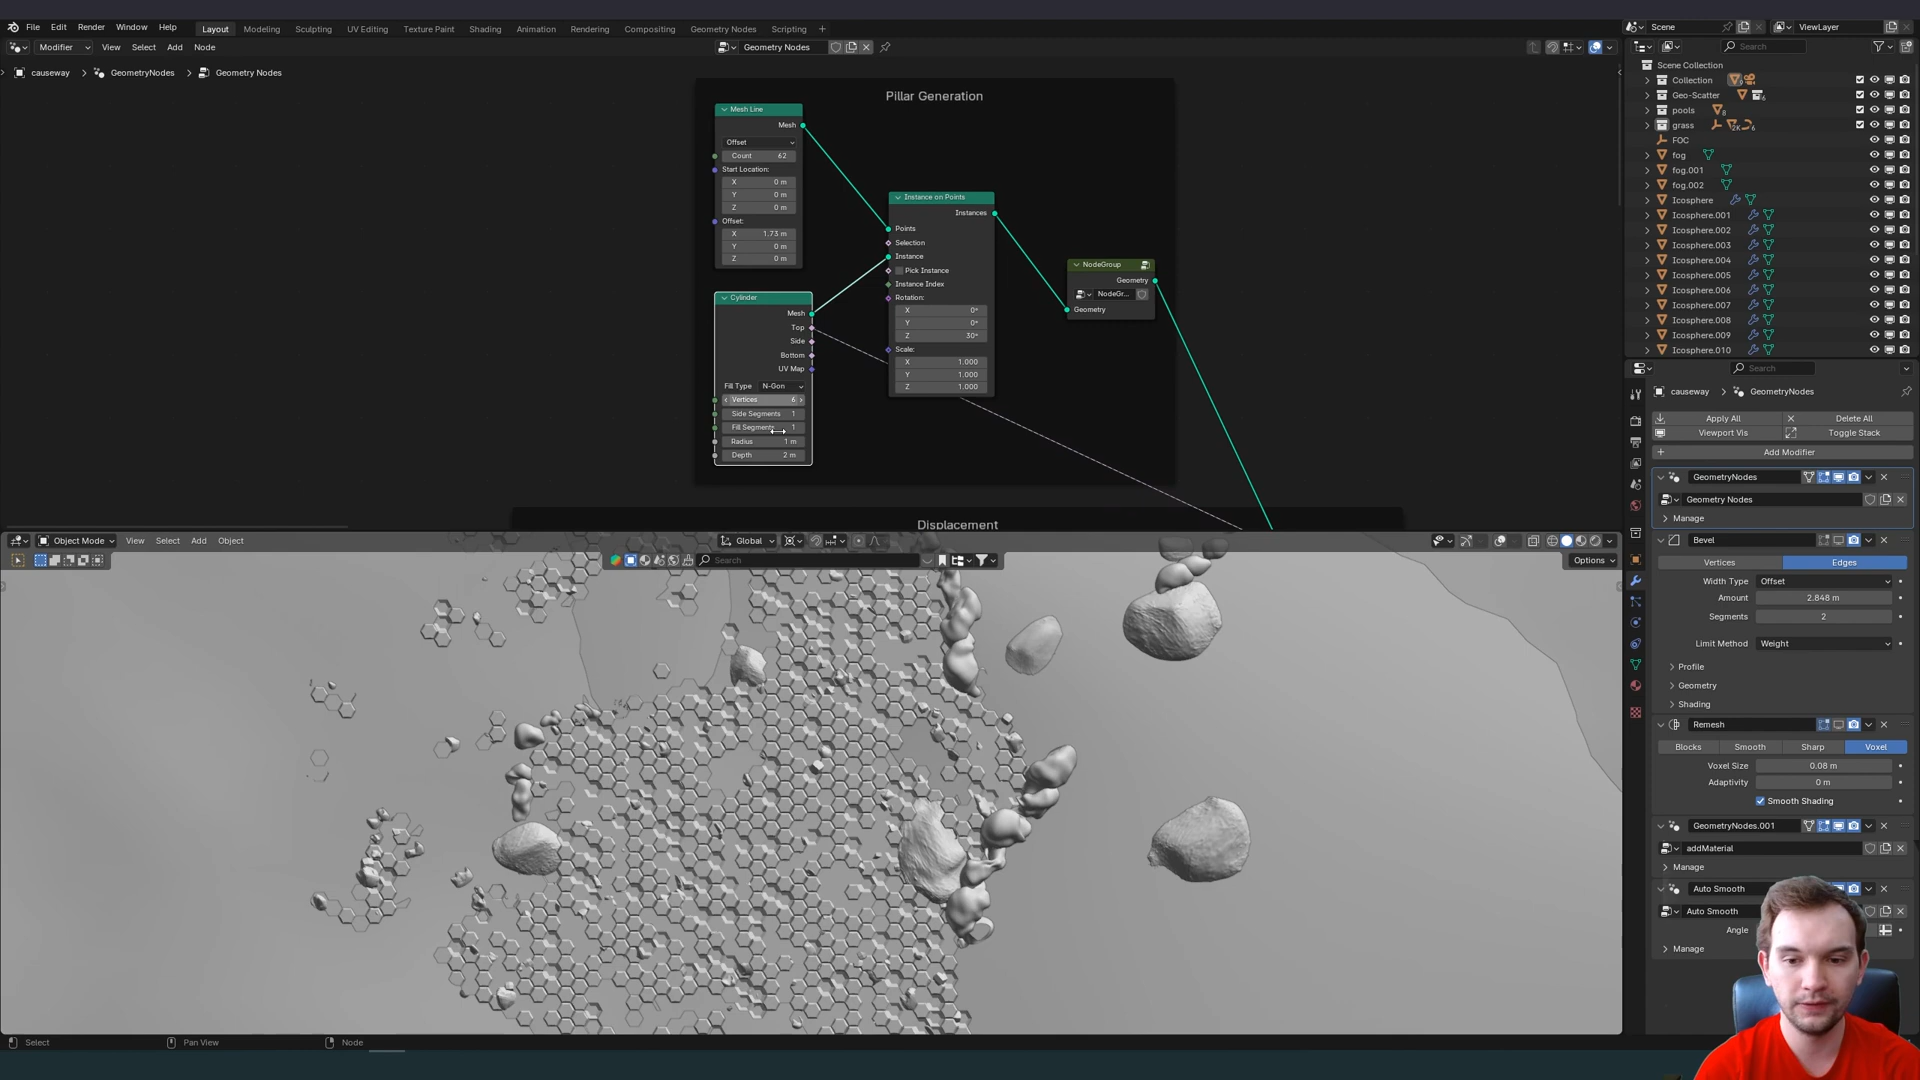 File Edit Render Window Help Layout Modeling Sculpting UV Editing Texture Paint Shading Animation Rendering Compositing Geometry Nodes Scripting + Scene ViewLayer
Modifier View Select Add Node Geometry Nodes Search
causeway > GeometryNodes > Geometry Nodes
Pillar Generation
Mesh Line
Mesh
Offset
Count 62
Start Location:
X 0 m
Y 0 m
Z 0 m
Offset:
X 1.73 m
Y 0 m
Z 0 m
Cylinder
Mesh
Top
Side
Bottom
UV Map
Fill Type N-Gon
Vertices 6
Side Segments 1
Fill Segments 1
Radius 1 m
Depth 2 m
Instance on Points
Instances
Points
Selection
Instance
Pick Instance
Instance Index
Rotation:
X 0°
Y 0°
Z 30°
Scale:
X 1.000
Y 1.000
Z 1.000
NodeGroup
Geometry
NodeGr...
Geometry
Displacement
Scene Collection
Collection
Geo-Scatter 6
pools 8
grass 2K 6
FOC
fog
fog.001
fog.002
Icosphere
Icosphere.001
Icosphere.002
Icosphere.003
Icosphere.004
Icosphere.005
Icosphere.006
Icosphere.007
Icosphere.008
Icosphere.009
Icosphere.010
Search
causeway > GeometryNodes
Apply All Delete All
Viewport Vis Toggle Stack
Add Modifier
GeometryNodes
Geometry Nodes
Manage
Bevel
Vertices Edges
Width Type Offset
Amount 2.848 m
Segments 2
Limit Method Weight
Profile
Geometry
Shading
Remesh
Blocks Smooth Sharp Voxel
Voxel Size 0.08 m
Adaptivity 0 m
Smooth Shading
GeometryNodes.001
addMaterial
Manage
Auto Smooth
Auto Smooth
Angle
Manage
Object Mode View Select Add Object Global
Search Options
Select Pan View Node